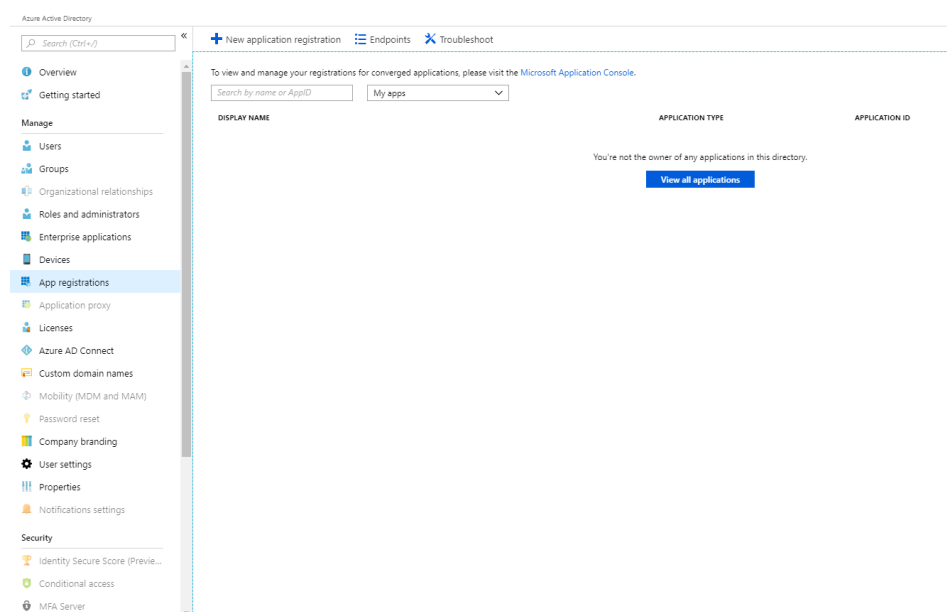 Azure Active Directory
Search (Ctrl+/)
«
Overview
Getting started
Manage
Users
Groups
Organizational relationships
Roles and administrators
Enterprise applications
Devices
App registrations
Application proxy
Licenses
Azure AD Connect
Custom domain names
Mobility (MDM and MAM)
Password reset
Company branding
User settings
Properties
Notifications settings
Security
Identity Secure Score (Previe...
Conditional access
MFA Server
New application registration Endpoints Troubleshoot
To view and manage your registrations for converged applications, please visit the Microsoft Application Console.
Search by name or AppID My apps
DISPLAY NAME APPLICATION TYPE APPLICATION ID
You're not the owner of any applications in this directory.
View all applications